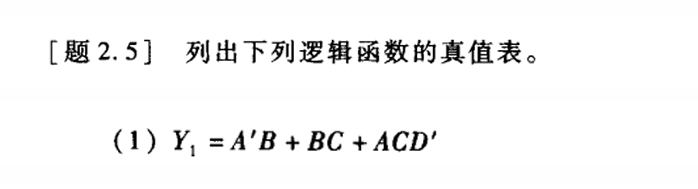 [题2.5] 列出下列逻辑函数的真值表。
(1) Y₁ = A′B + BC + ACD′